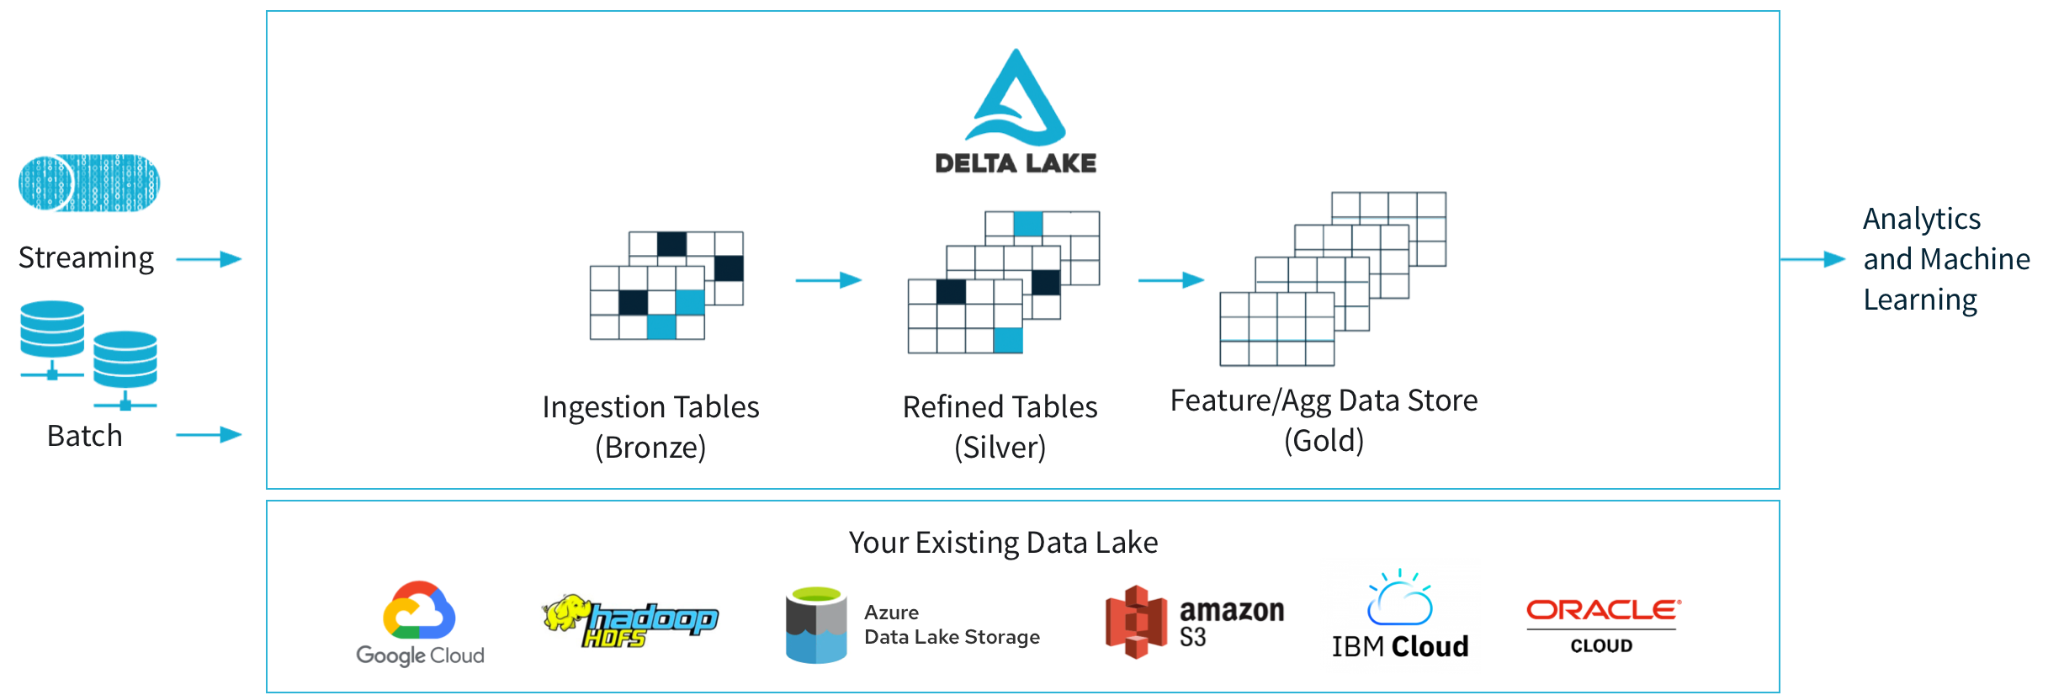 DELTA LAKE
Streaming
Batch
Ingestion Tables
(Bronze)
Refined Tables
(Silver)
Feature/Agg Data Store
(Gold)
Analytics
and Machine
Learning
Your Existing Data Lake
Google Cloud
hadoop
HDFS
Azure
Data Lake Storage
amazon
S3
IBM Cloud
ORACLE®
CLOUD